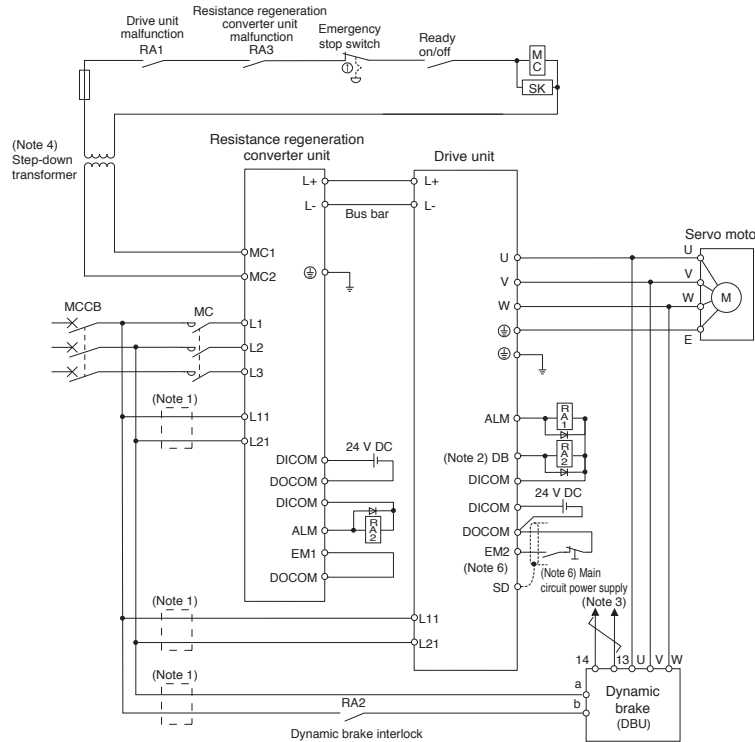 Drive unit
malfunction
RA1
Resistance regeneration
converter unit
malfunction
RA3
Emergency
stop switch
Ready
on/off
MC
SK
(Note 4)
Step-down
transformer
Resistance regeneration
converter unit
Drive unit
L+
L+
L-
L-
Bus bar
MC1
MC2
Servo motor
U
U
V
V
W
W
M
E
MCCB
MC
L1
L2
L3
(Note 1)
L11
L21
ALM
RA1
(Note 2) DB
RA2
DICOM
DICOM
24 V DC
DOCOM
DICOM
ALM
RA2
EM1
DOCOM
DICOM
24 V DC
DOCOM
EM2
(Note 6)
SD
(Note 6) Main
circuit power supply
(Note 3)
(Note 1)
L11
L21
(Note 1)
14
13
U
V
W
a
b
RA2
Dynamic brake interlock
Dynamic
brake
(DBU)